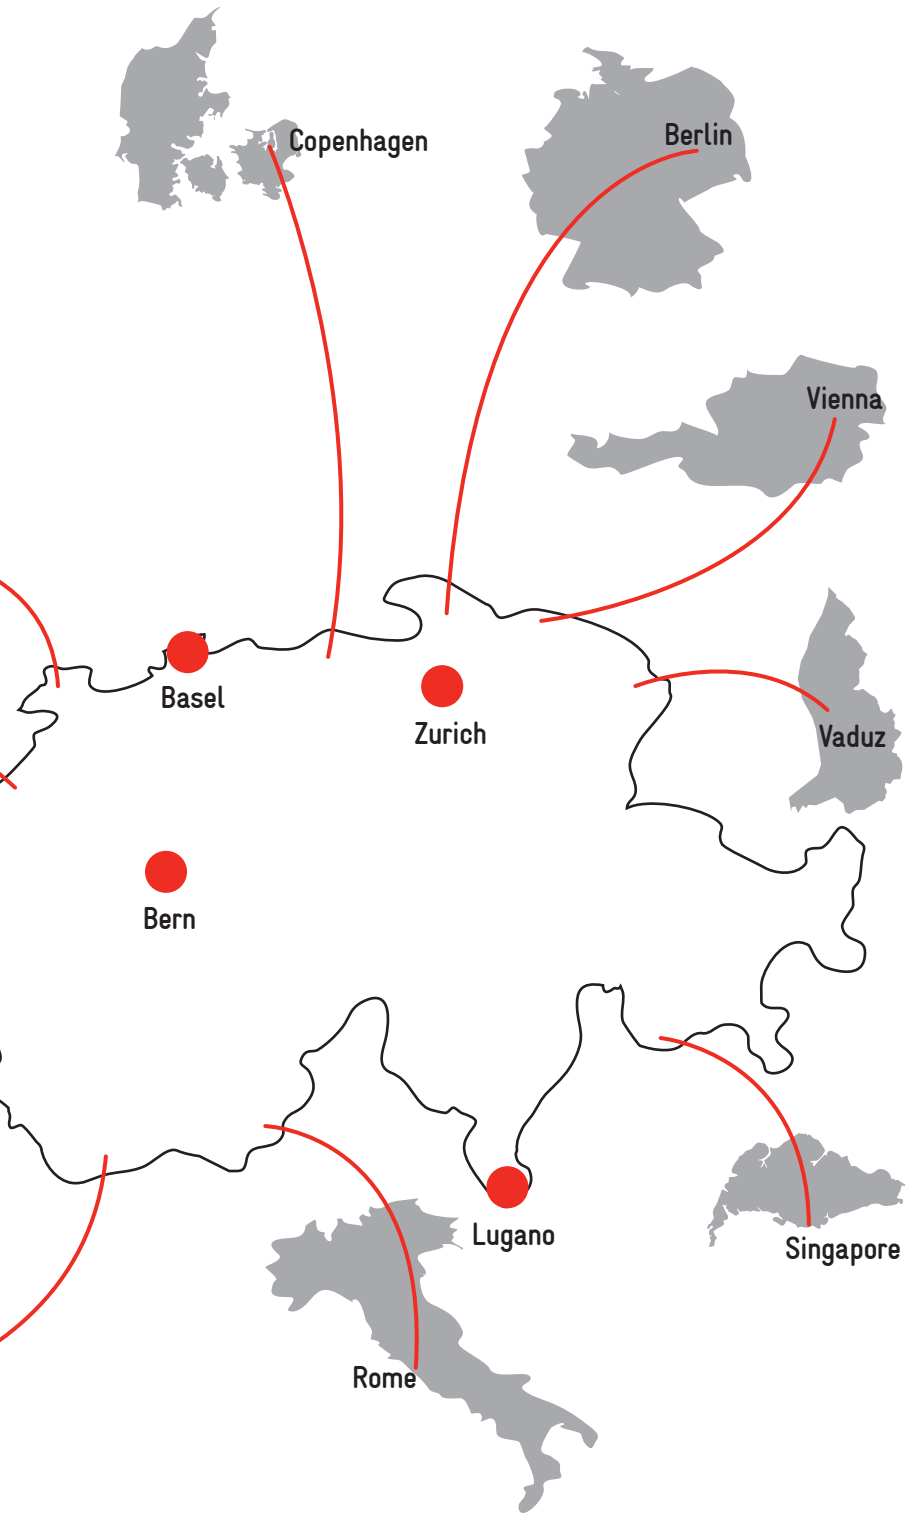 Copenhagen
Berlin
Vienna
Basel
Zurich
Vaduz
Bern
Lugano
Singapore
Rome